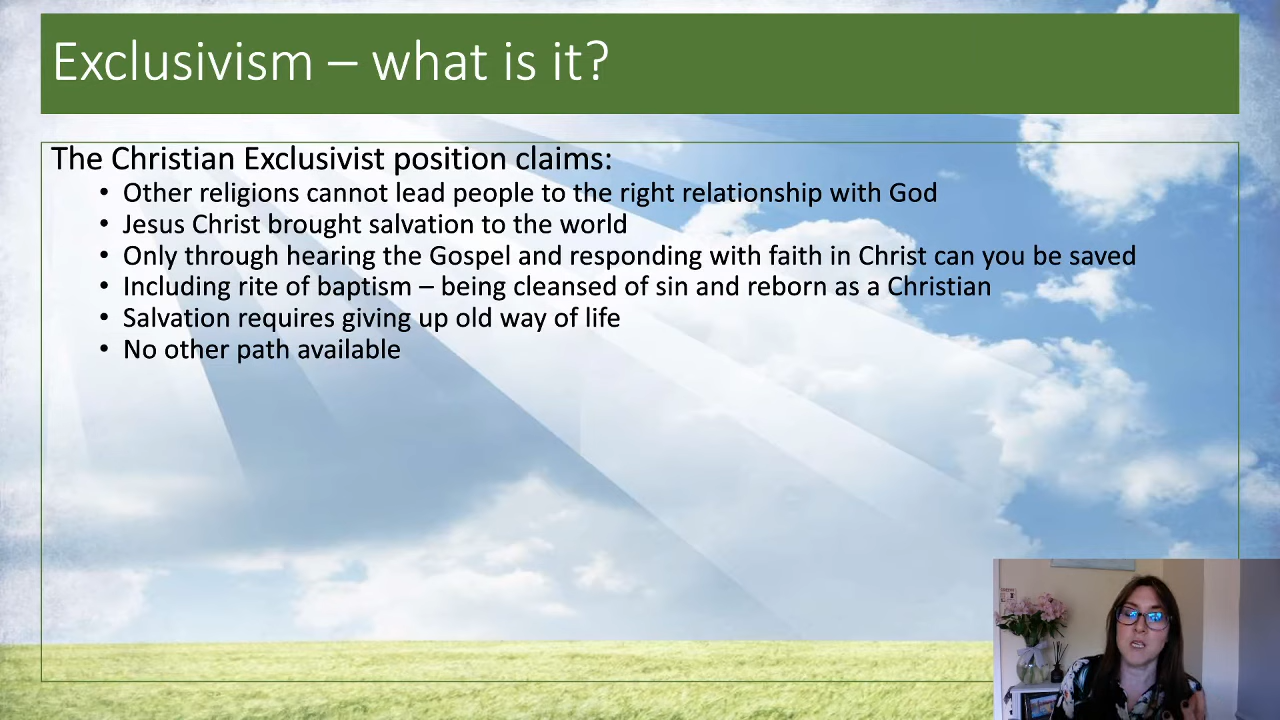 Exclusivism – what is it?
The Christian Exclusivist position claims:
• Other religions cannot lead people to the right relationship with God
• Jesus Christ brought salvation to the world
• Only through hearing the Gospel and responding with faith in Christ can you be saved
• Including rite of baptism – being cleansed of sin and reborn as a Christian
• Salvation requires giving up old way of life
• No other path available